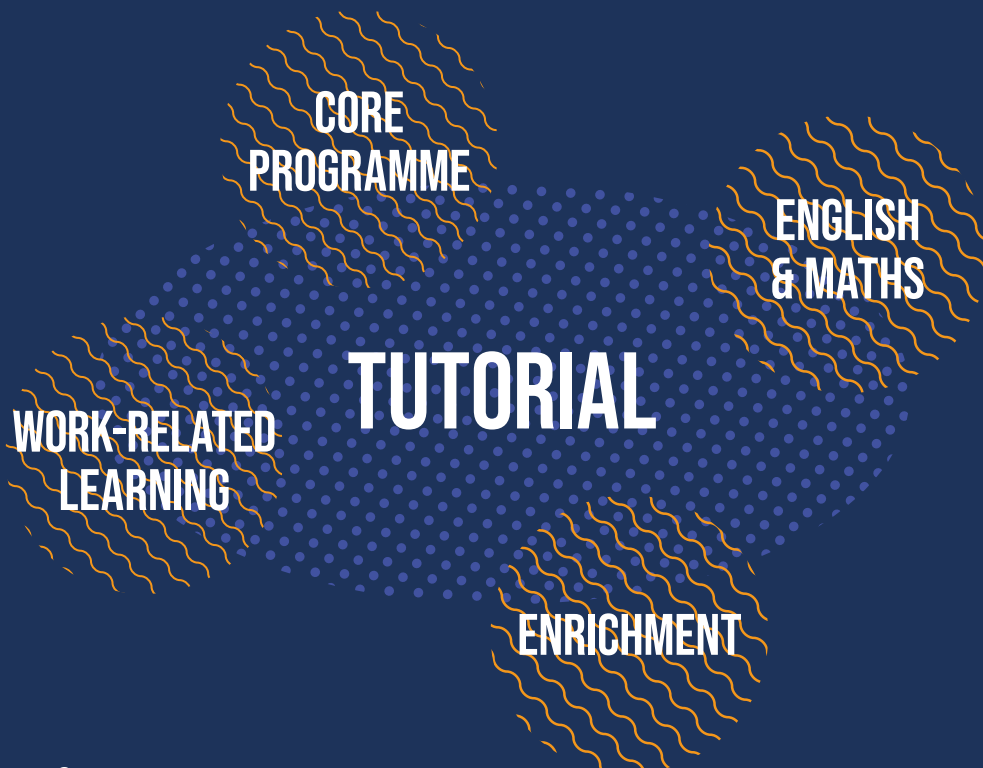 CORE
PROGRAMME
ENGLISH
& MATHS
TUTORIAL
WORK-RELATED
LEARNING
ENRICHMENT